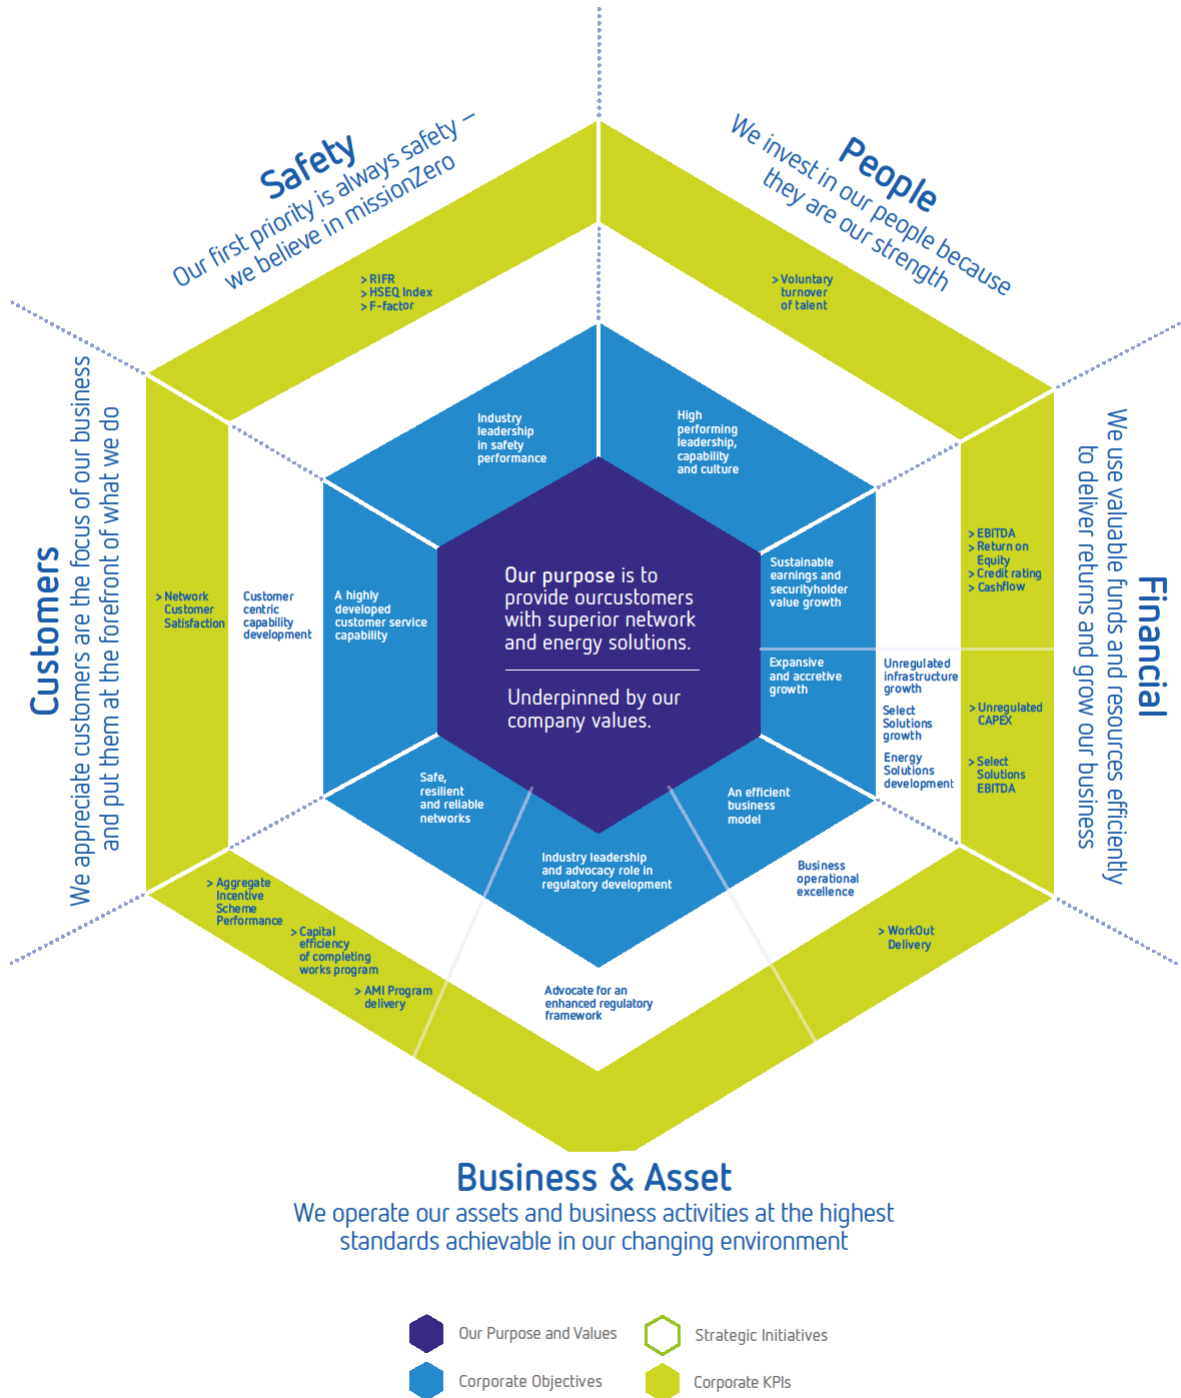 Safety
Our first priority is always safety –
we believe in missionZero
People
We invest in our people because
they are our strength
> RIFR
> HSEQ Index
> F-factor
> Voluntary
turnover
of talent
Industry
leadership
in safety
performance
High
performing
leadership,
capability
and culture
Customers
We appreciate customers are the focus of our business
and put them at the forefront of what we do
> Network
Customer
Satisfaction
Customer
centric
capability
development
A highly
developed
customer service
capability
Our purpose is to
provide ourcustomers
with superior network
and energy solutions.
Underpinned by our
company values.
Sustainable
earnings and
securityholder
value growth
> EBITDA
> Return on
Equity
> Credit rating
> Cashflow
Expansive
and accretive
growth
Unregulated
infrastructure
growth
Select
Solutions
growth
Energy
Solutions
development
> Unregulated
CAPEX
> Select
Solutions
EBITDA
Financial
We use valuable funds and resources efficiently
to deliver returns and grow our business
Safe,
resilient
and reliable
networks
An efficient
business
model
Industry leadership
and advocacy role in
regulatory development
Business
operational
excellence
> Aggregate
Incentive
Scheme
Performance
> Capital
efficiency
of completing
works program
> AMI Program
delivery
Advocate for an
enhanced regulatory
framework
> WorkOut
Delivery
Business & Asset
We operate our assets and business activities at the highest
standards achievable in our changing environment
Our Purpose and Values
Strategic Initiatives
Corporate Objectives
Corporate KPIs